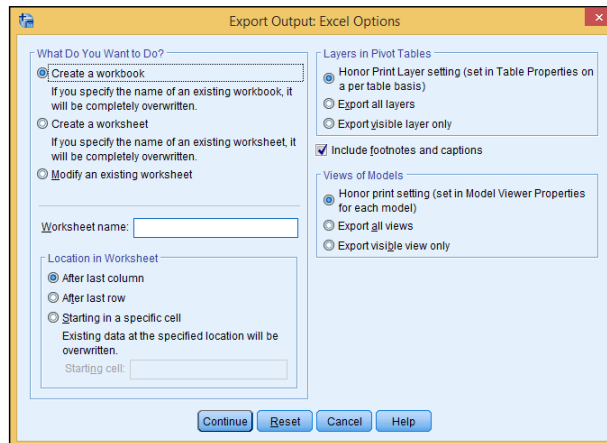 Export Output: Excel Options
What Do You Want to Do?
Create a workbook
If you specify the name of an existing workbook, it
will be completely overwritten.
Create a worksheet
If you specify the name of an existing worksheet, it
will be completely overwritten.
Modify an existing worksheet
Worksheet name:
Location in Worksheet
After last column
After last row
Starting in a specific cell
Existing data at the specified location will be
overwritten.
Starting cell:
Layers in Pivot Tables
Honor Print Layer setting (set in Table Properties on
a per table basis)
Export all layers
Export visible layer only
Include footnotes and captions
Views of Models
Honor print setting (set in Model Viewer Properties
for each model)
Export all views
Export visible view only
Continue
Reset
Cancel
Help